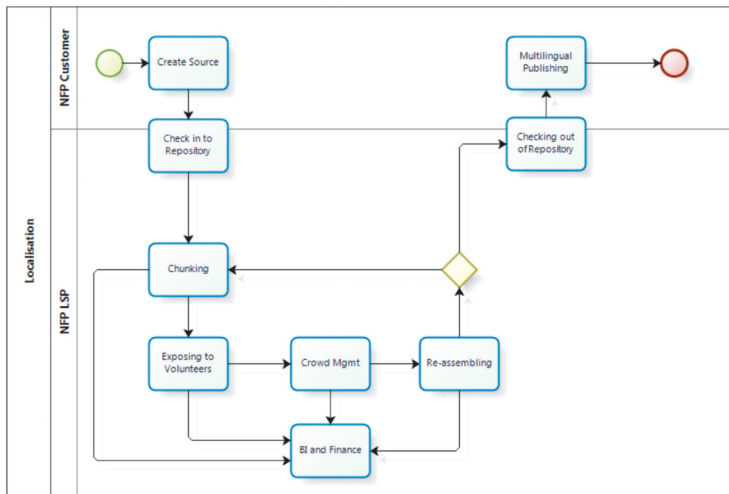 Localisation
NFP Customer
Create Source
Multilingual
Publishing
NFP LSP
Check in to
Repository
Checking out
of Repository
Chunking
Exposing to
Volunteers
Crowd Mgmt
Re-assembling
BI and Finance